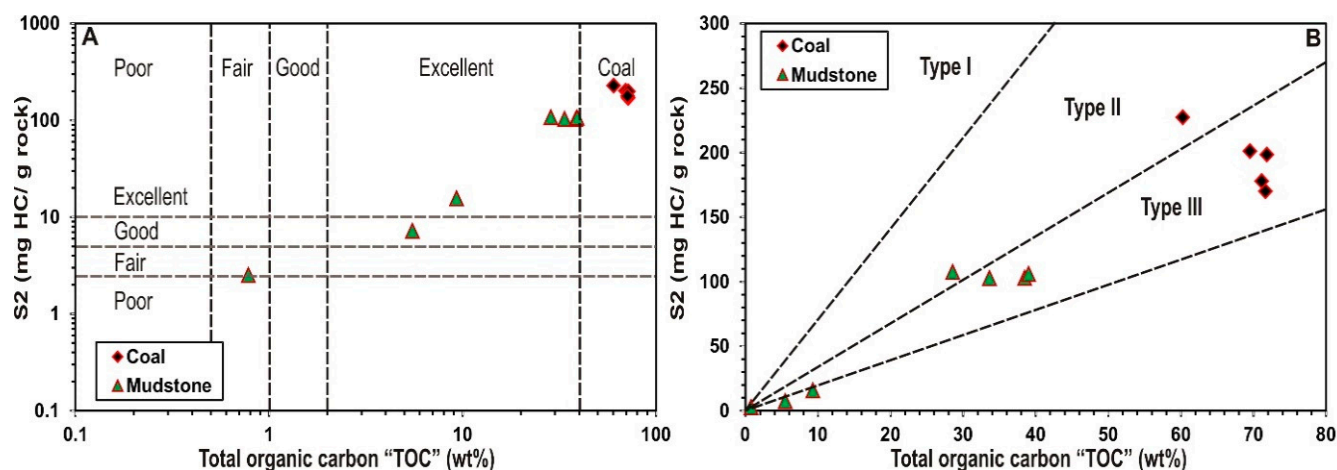 A
S2 (mg HC/ g rock)
1000
100
10
1
0.1
Poor
Fair
Good
Excellent
Coal
Excellent
Good
Fair
Poor
Coal
Mudstone
0.1
1
10
100
Total organic carbon “TOC” (wt%)
B
S2 (mg HC/ g rock)
300
250
200
150
100
50
0
Coal
Mudstone
Type I
Type II
Type III
0
10
20
30
40
50
60
70
80
Total organic carbon “TOC” (wt%)